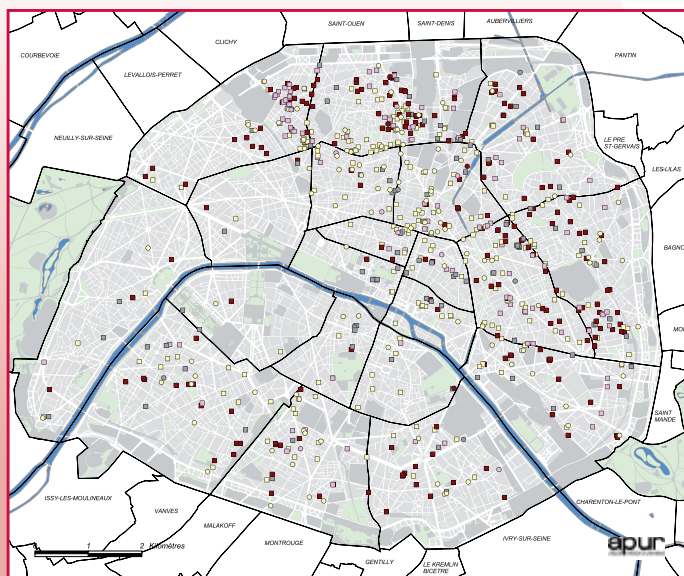 SAINT-OUEN
SAINT-DENIS
AUBERVILLIERS
CLICHY
COURBEVOIE
PANTIN
LEVALLOIS-PERRET
NEUILLY-SUR-SEINE
LE PRE
ST-GERVAIS
LES-LILAS
BAGNO
MO
SAINT
MANDE
ISSY-LES-MOULINEAUX
CHARENTON-LE-PONT
VANVES
MALAKOFF
IVRY-SUR-SEINE
MONTROUGE
GENTILLY
LE KREMLIN
BICETRE
0 1 2 Kilomètres
apur